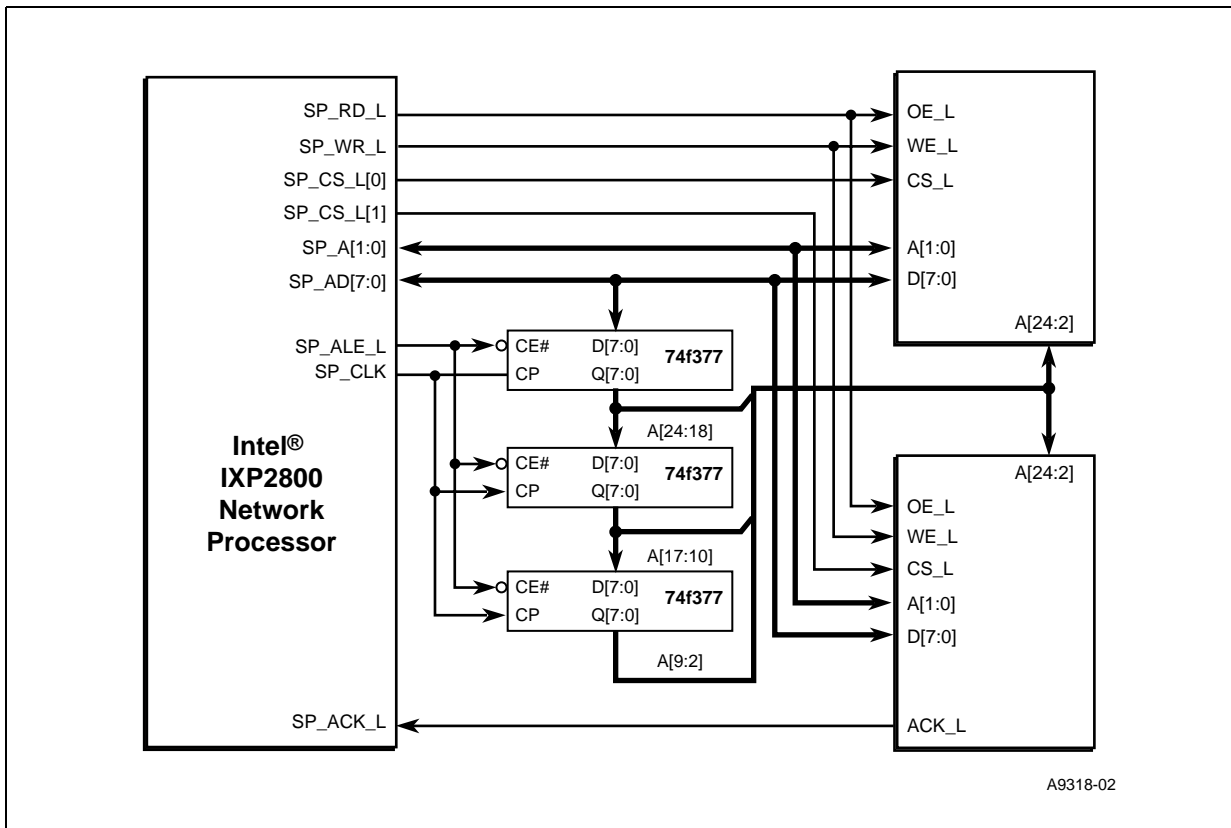 SP_RD_L
SP_WR_L
SP_CS_L[0]
SP_CS_L[1]
SP_A[1:0]
SP_AD[7:0]
SP_ALE_L
SP_CLK
Intel®
IXP2800
Network
Processor
SP_ACK_L
CE# D[7:0] 74f377
CP Q[7:0]
A[24:18]
CE# D[7:0] 74f377
CP Q[7:0]
A[17:10]
CE# D[7:0] 74f377
CP Q[7:0]
A[9:2]
OE_L
WE_L
CS_L
A[1:0]
D[7:0]
A[24:2]
A[24:2]
OE_L
WE_L
CS_L
A[1:0]
D[7:0]
ACK_L
A9318-02